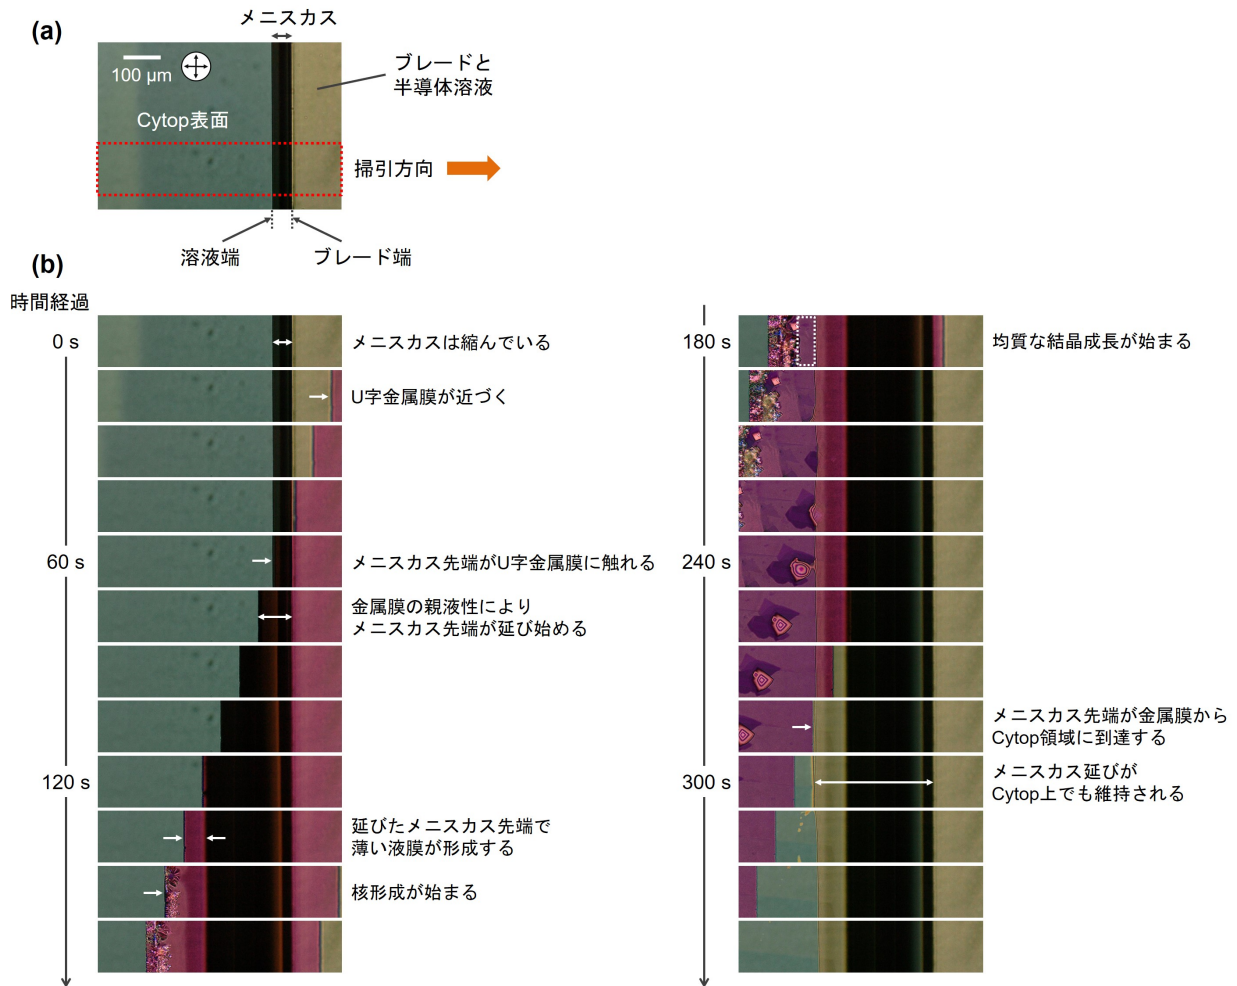 (a)
メニスカス
100 µm
Cytop表面
ブレードと
半導体溶液
掃引方向
溶液端
ブレード端
(b)
時間経過
0 s
メニスカスは縮んでいる
U字金属膜が近づく
60 s
メニスカス先端がU字金属膜に触れる
金属膜の親液性により
メニスカス先端が延び始める
120 s
延びたメニスカス先端で
薄い液膜が形成する
核形成が始まる
180 s
均質な結晶成長が始まる
240 s
メニスカス先端が金属膜から
Cytop領域に到達する
300 s
メニスカス延びが
Cytop上でも維持される